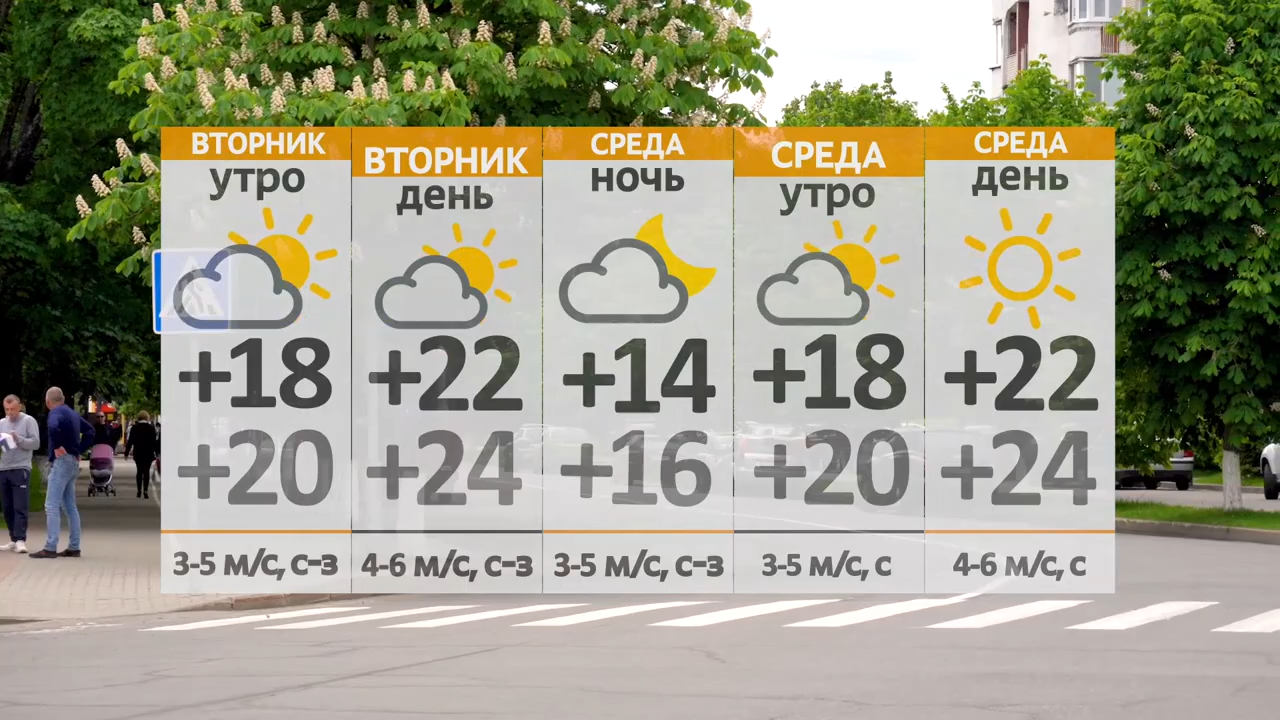 ВТОРНИК
утро
+18
+20
3-5 м/с, с-з
ВТОРНИК
день
+22
+24
4-6 м/с, с-з
СРЕДА
ночь
+14
+16
3-5 м/с, с-з
СРЕДА
утро
+18
+20
3-5 м/с, с
СРЕДА
день
+22
+24
4-6 м/с, с